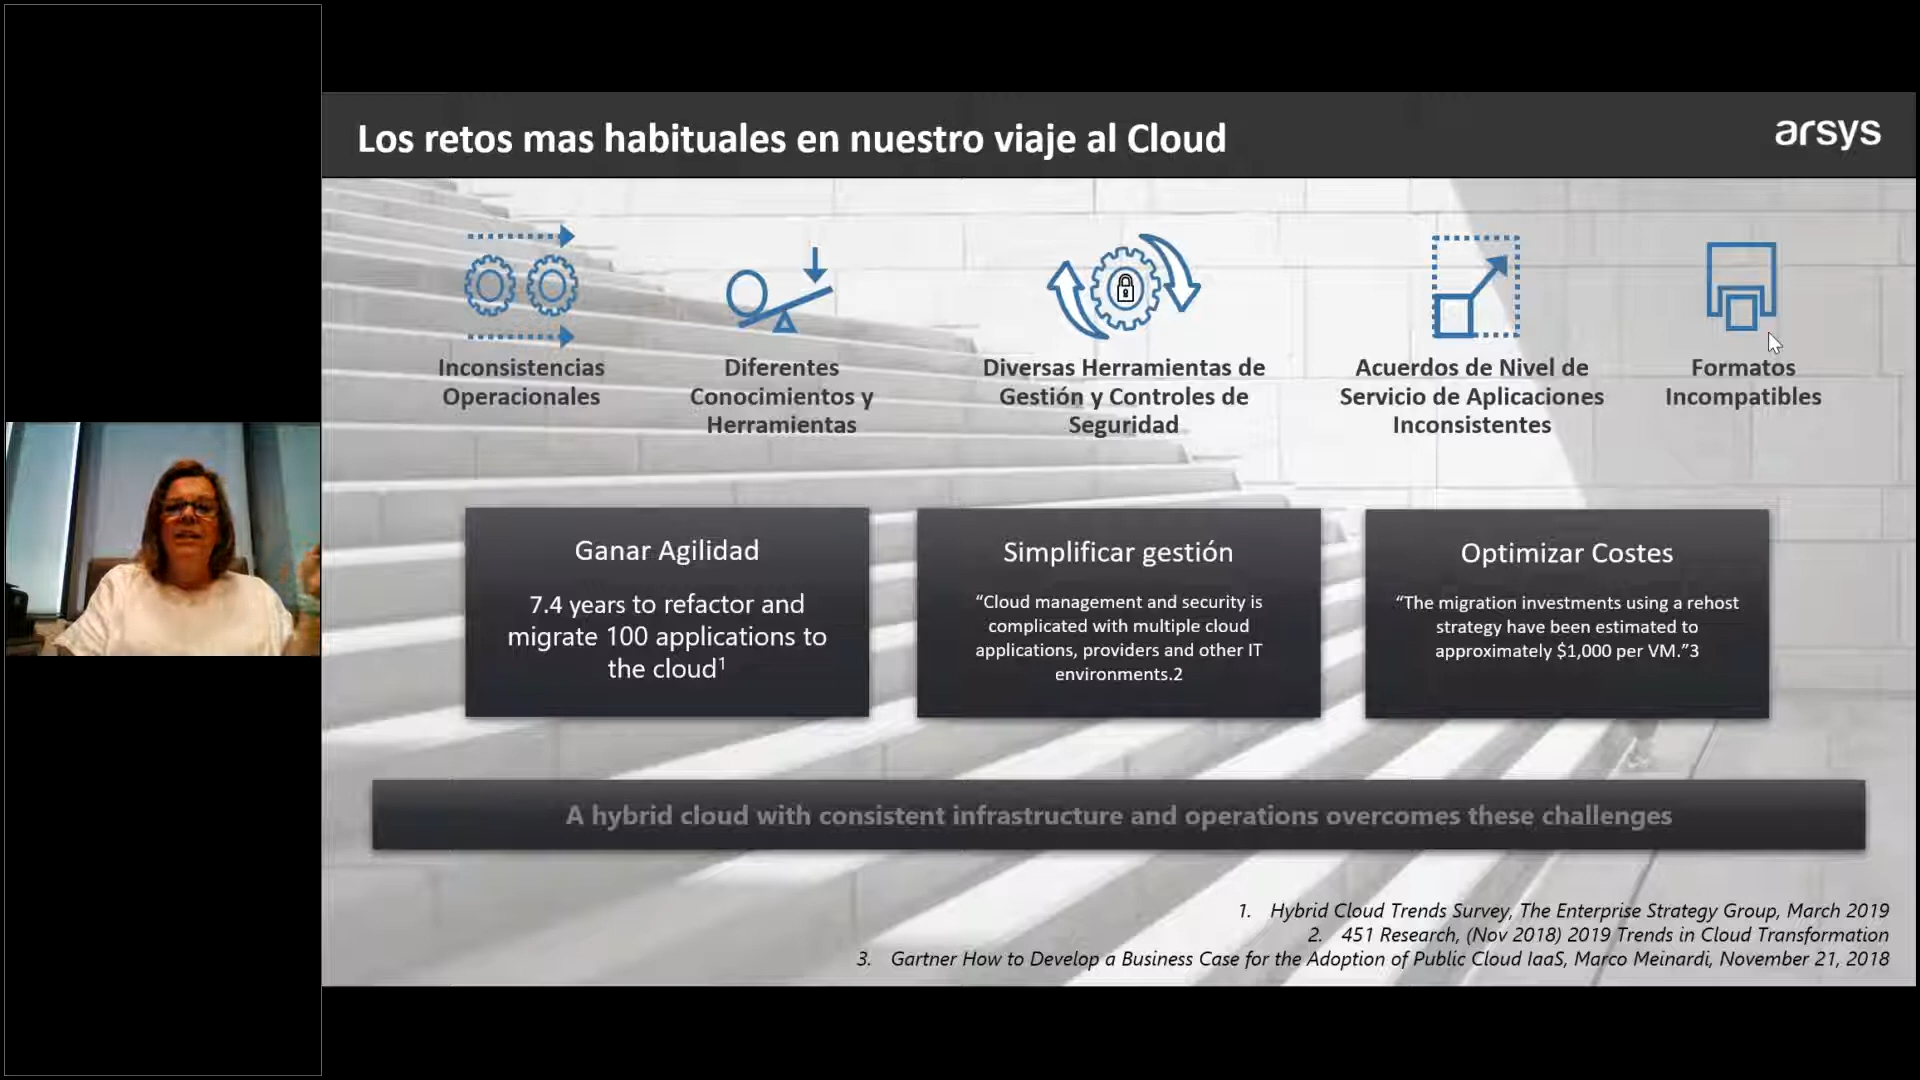 Los retos mas habituales en nuestro viaje al Cloud
arsys
Inconsistencias
Operacionales
Diferentes
Conocimientos y
Herramientas
Diversas Herramientas de
Gestión y Controles de
Seguridad
Acuerdos de Nivel de
Servicio de Aplicaciones
Inconsistentes
Formatos
Incompatibles
Ganar Agilidad
7.4 years to refactor and
migrate 100 applications to
the cloud¹
Simplificar gestión
“Cloud management and security is
complicated with multiple cloud
applications, providers and other IT
environments.2
Optimizar Costes
“The migration investments using a rehost
strategy have been estimated to
approximately $1,000 per VM.”3
A hybrid cloud with consistent infrastructure and operations overcomes these challenges
1. Hybrid Cloud Trends Survey, The Enterprise Strategy Group, March 2019
2. 451 Research, (Nov 2018) 2019 Trends in Cloud Transformation
3. Gartner How to Develop a Business Case for the Adoption of Public Cloud IaaS, Marco Meinardi, November 21, 2018